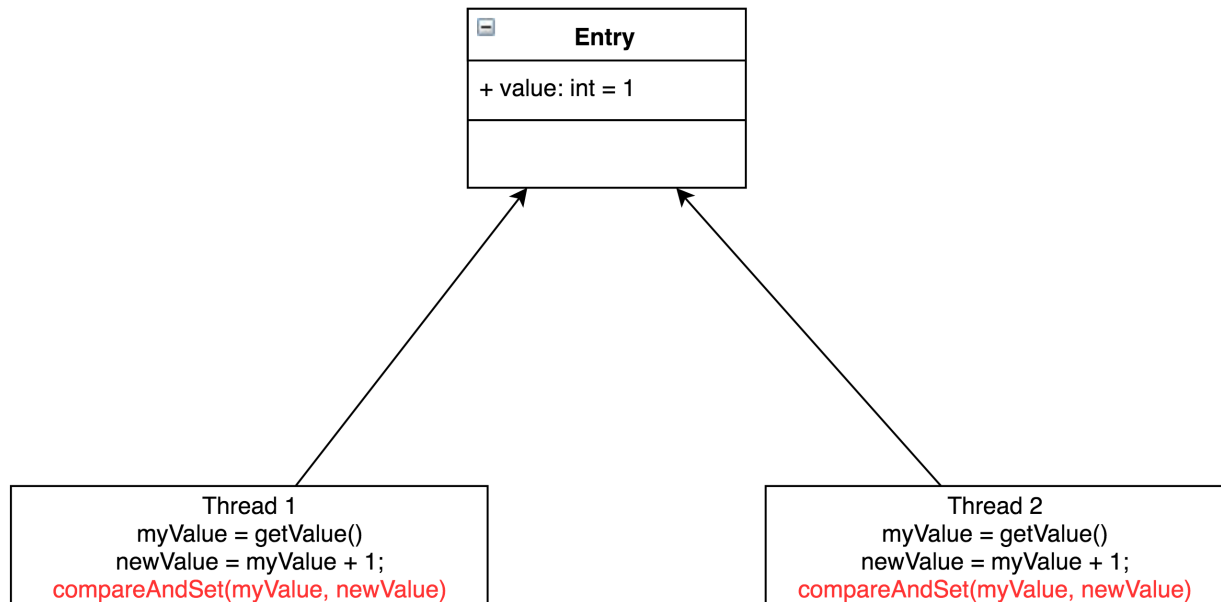 Entry
+ value: int = 1
Thread 1
myValue = getValue()
newValue = myValue + 1;
compareAndSet(myValue, newValue)
Thread 2
myValue = getValue()
newValue = myValue + 1;
compareAndSet(myValue, newValue)